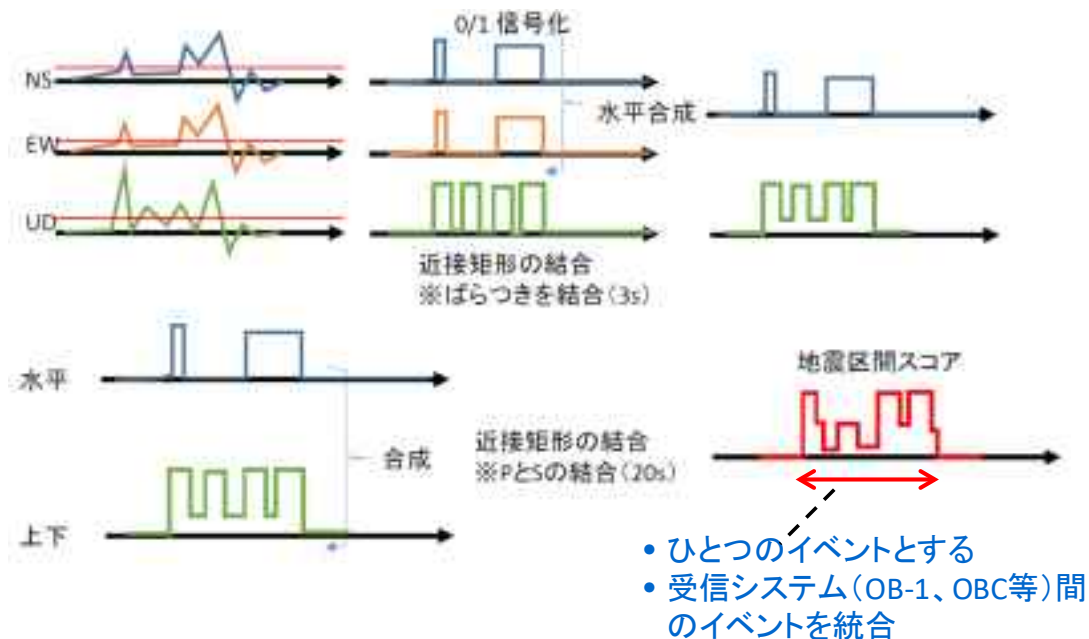 0/1 信号化
NS
水平合成
EW
UD
近接矩形の結合
※ばらつきを結合(3s)
水平
地震区間スコア
合成
近接矩形の結合
※PとSの結合(20s)
上下
• ひとつのイベントとする
• 受信システム(OB-1、OBC等)間
のイベントを統合